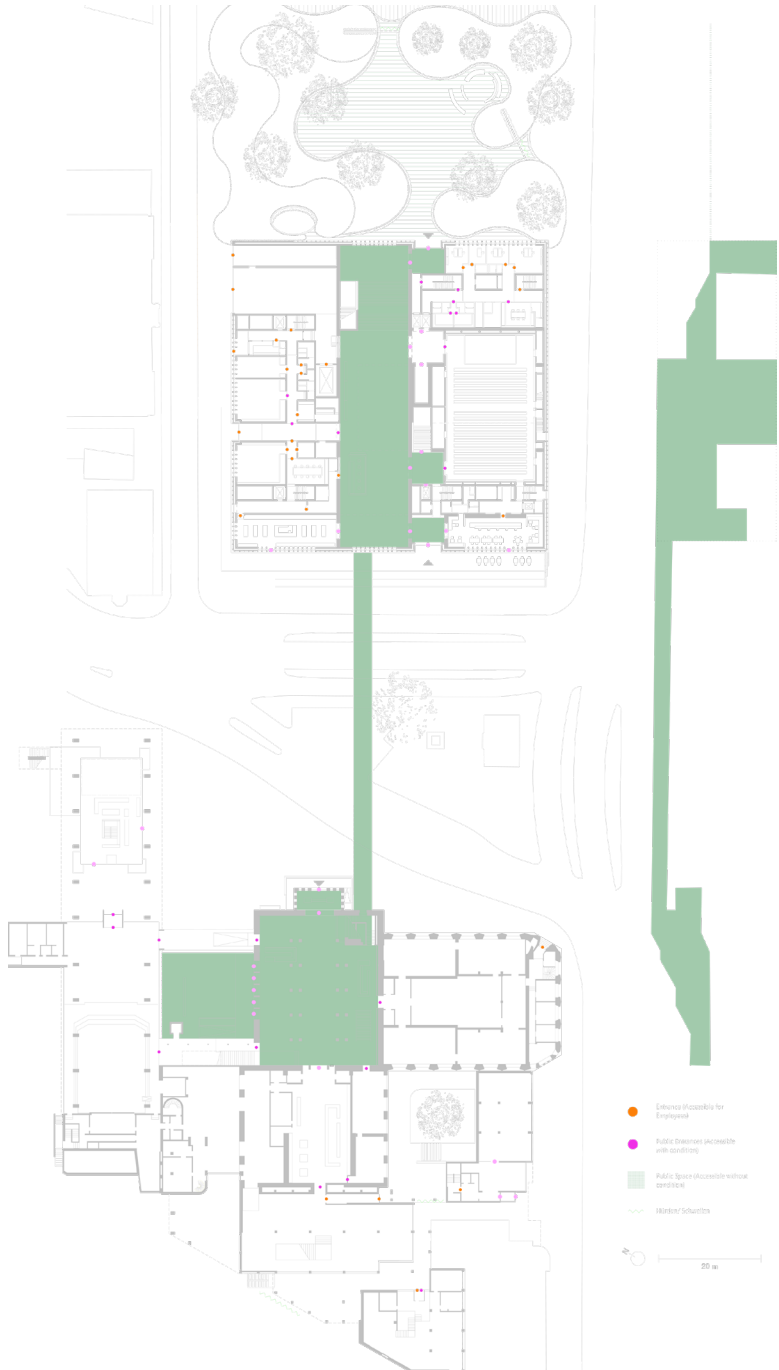 Entrance (Accessible for
Employees)
Public Entrances (Accessible
with condition)
Public Space (Accessible without
condition)
N
20 m